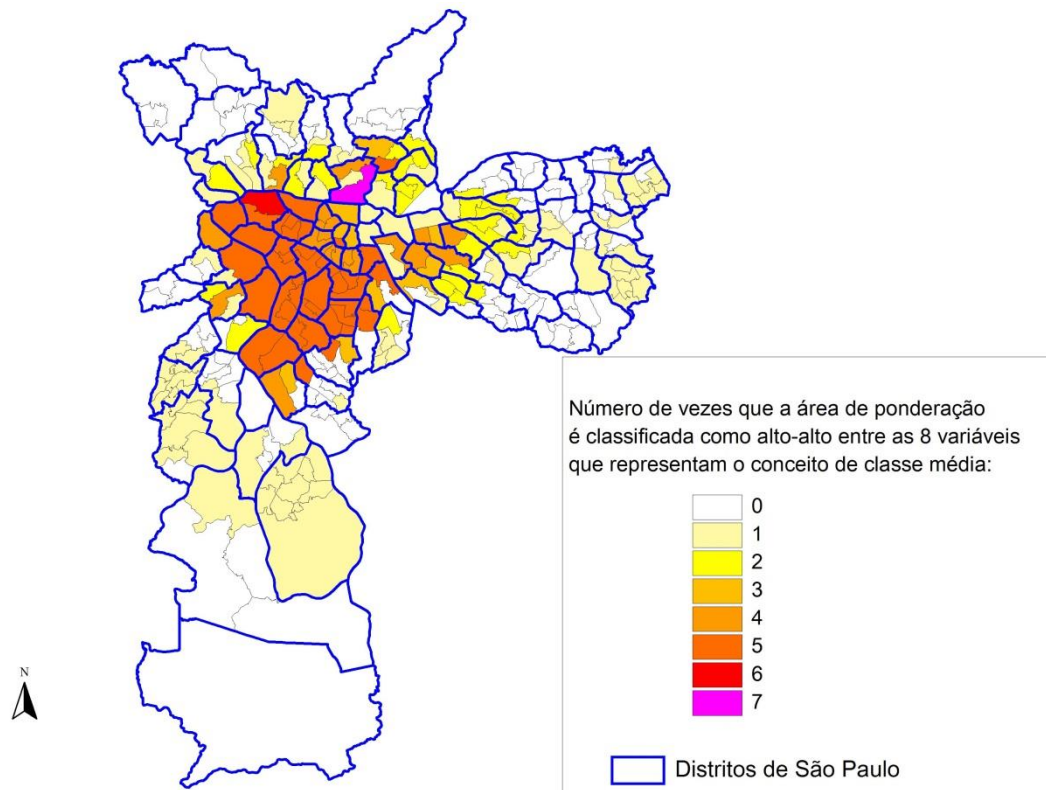 N
Número de vezes que a área de ponderação
é classificada como alto-alto entre as 8 variáveis
que representam o conceito de classe média:
0
1
2
3
4
5
6
7
Distritos de São Paulo